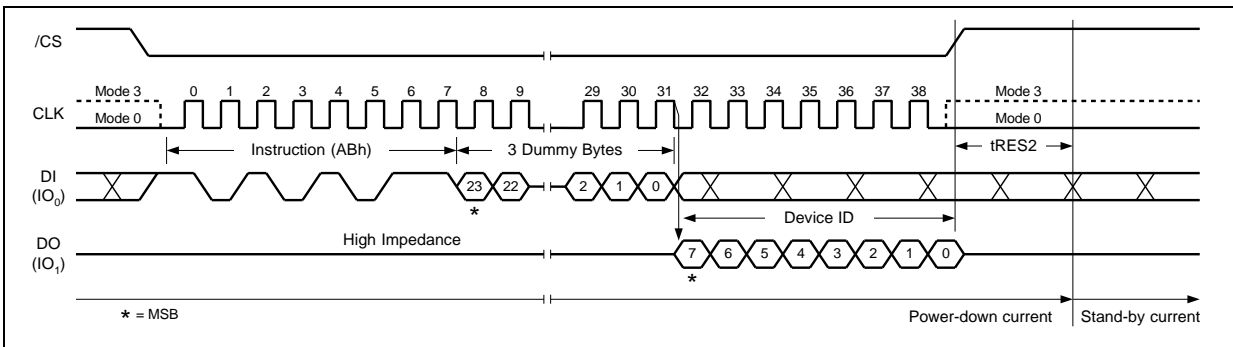 /CS
Mode 3 0 1 2 3 4 5 6 7 8 9 29 30 31 32 33 34 35 36 37 38 Mode 3
CLK
Mode 0 Mode 0
Instruction (ABh) 3 Dummy Bytes tRES2
DI
(IO0)
23 22 2 1 0
*
Device ID
High Impedance
DO
(IO1)
7 6 5 4 3 2 1 0
*
* = MSB
Power-down current Stand-by current